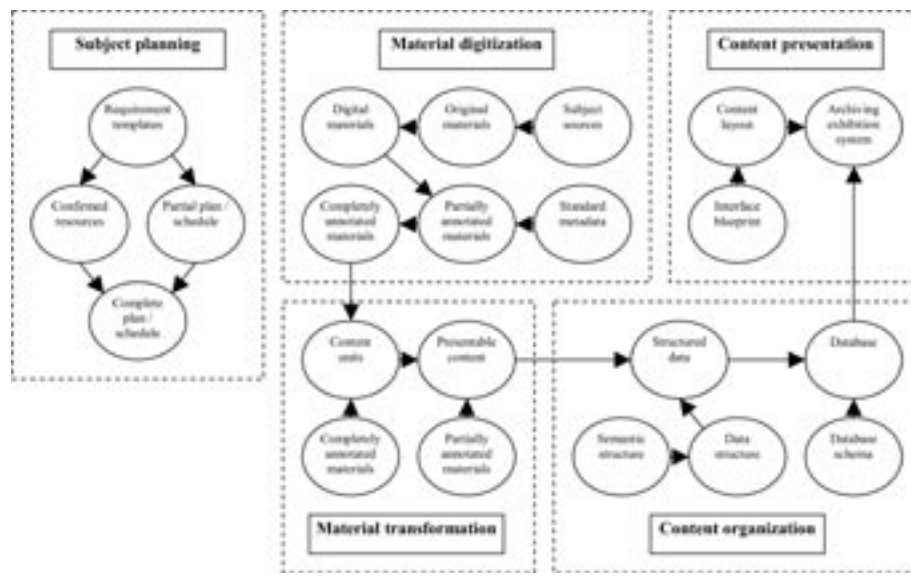 Subject planning
Requirement
templates
Confirmed
resources
Partial plan /
schedule
Complete
plan /
schedule
Material digitization
Digital
materials
Original
materials
Subject
sources
Completely
annotated
materials
Partially
annotated
materials
Standard
metadata
Content presentation
Content
layout
Archiving
exhibition
system
Interface
blueprint
Content
units
Presentable
content
Completely
annotated
materials
Partially
annotated
materials
Material transformation
Structured
data
Database
Semantic
structure
Data
structure
Database
schema
Content organization